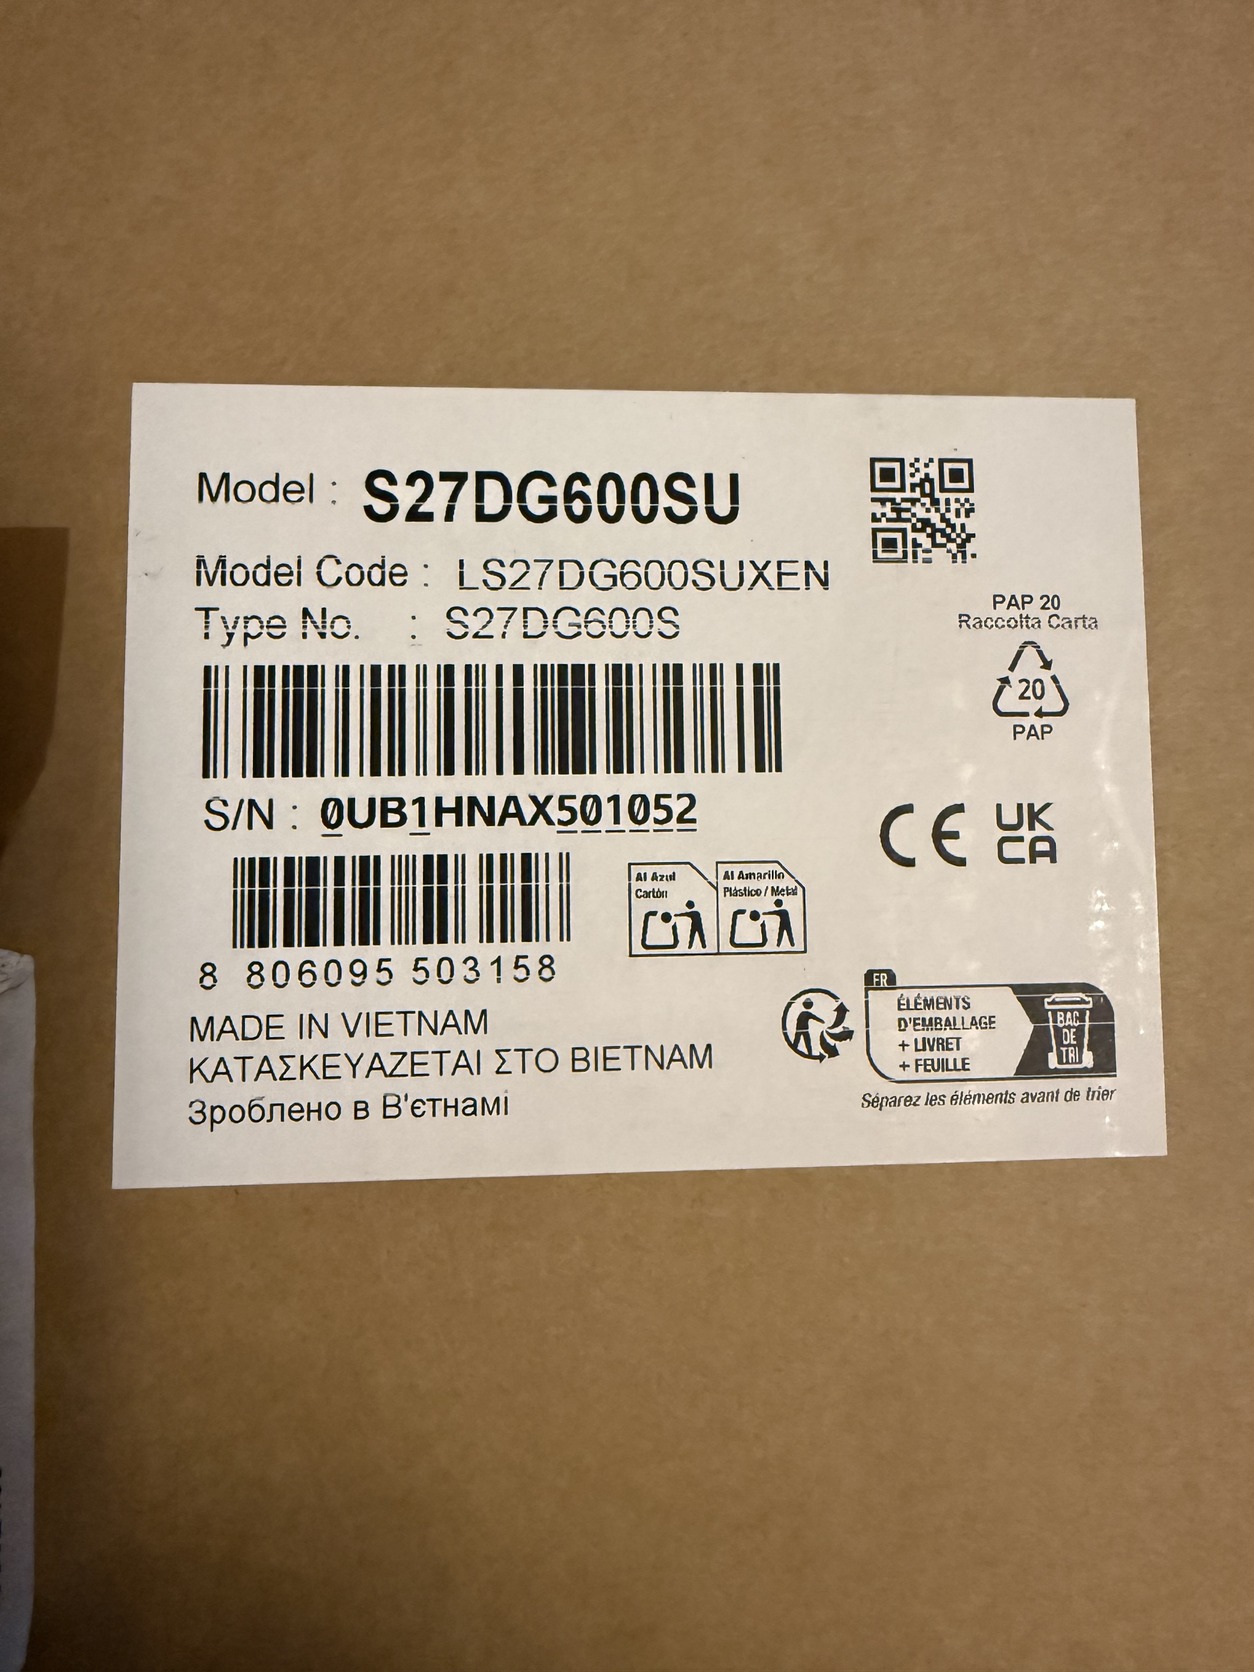 Model : S27DG600SU
Model Code : LS27DG600SUXEN
Type No. : S27DG600S
PAP 20
Raccolta Carta
20
PAP
S/N : 0UB1HNAX501052
CE UK
CA
Al Azul
Cartón
Al Amarillo
Plástico / Metal
8 806095 503158
MADE IN VIETNAM
ΚΑΤΑΣΚΕΥΑΖΕΤΑΙ ΣΤΟ ΒΙΕΤΝΑΜ
Зроблено в В'єтнамі
FR
ÉLÉMENTS
D'EMBALLAGE
+ LIVRET
+ FEUILLE
BAC
DE
TRI
Séparez les éléments avant de trier